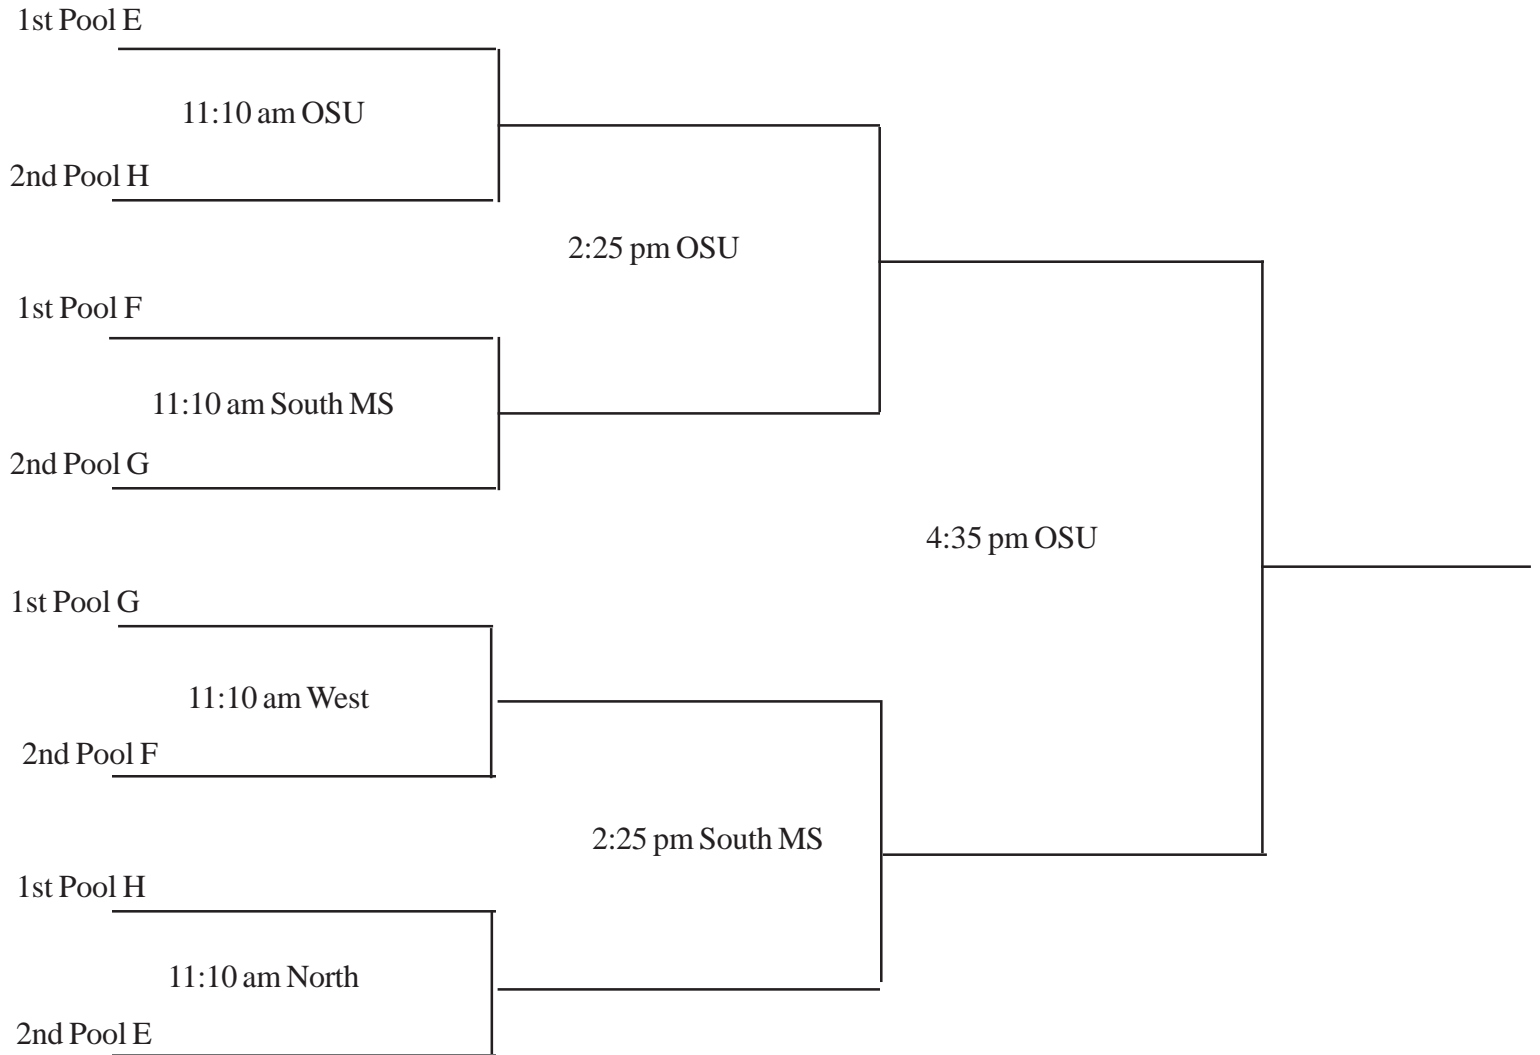 1st Pool E
11:10 am OSU
2nd Pool H
2:25 pm OSU
1st Pool F
11:10 am South MS
2nd Pool G
4:35 pm OSU
1st Pool G
11:10 am West
2nd Pool F
2:25 pm South MS
1st Pool H
11:10 am North
2nd Pool E